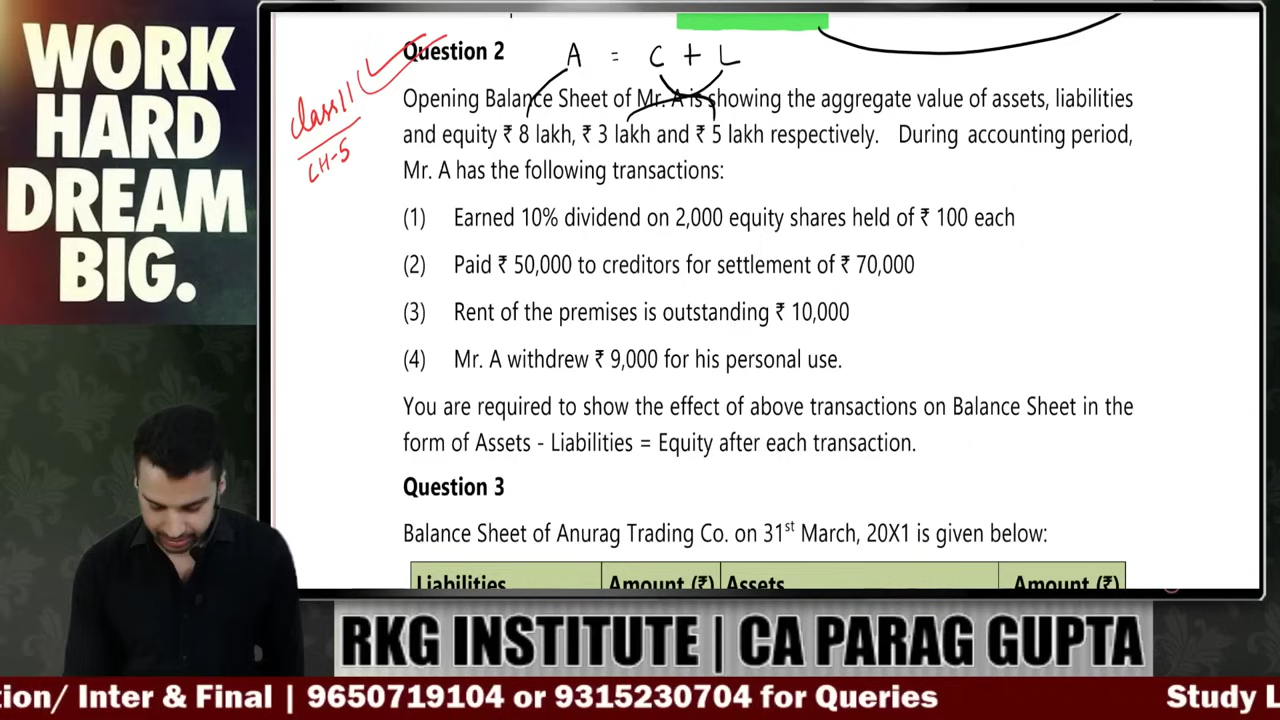 WORK
HARD
DREAM
BIG.
Question 2
A = C + L
class 11
CH-5
Opening Balance Sheet of Mr. A is showing the aggregate value of assets, liabilities
and equity ₹ 8 lakh, ₹ 3 lakh and ₹ 5 lakh respectively. During accounting period,
Mr. A has the following transactions:
(1) Earned 10% dividend on 2,000 equity shares held of ₹ 100 each
(2) Paid ₹ 50,000 to creditors for settlement of ₹ 70,000
(3) Rent of the premises is outstanding ₹ 10,000
(4) Mr. A withdrew ₹ 9,000 for his personal use.
You are required to show the effect of above transactions on Balance Sheet in the
form of Assets - Liabilities = Equity after each transaction.
Question 3
Balance Sheet of Anurag Trading Co. on 31st March, 20X1 is given below:
Liabilities Amount (₹) Assets Amount (₹)
RKG INSTITUTE | CA PARAG GUPTA
tion/ Inter & Final | 9650719104 or 9315230704 for Queries Study L